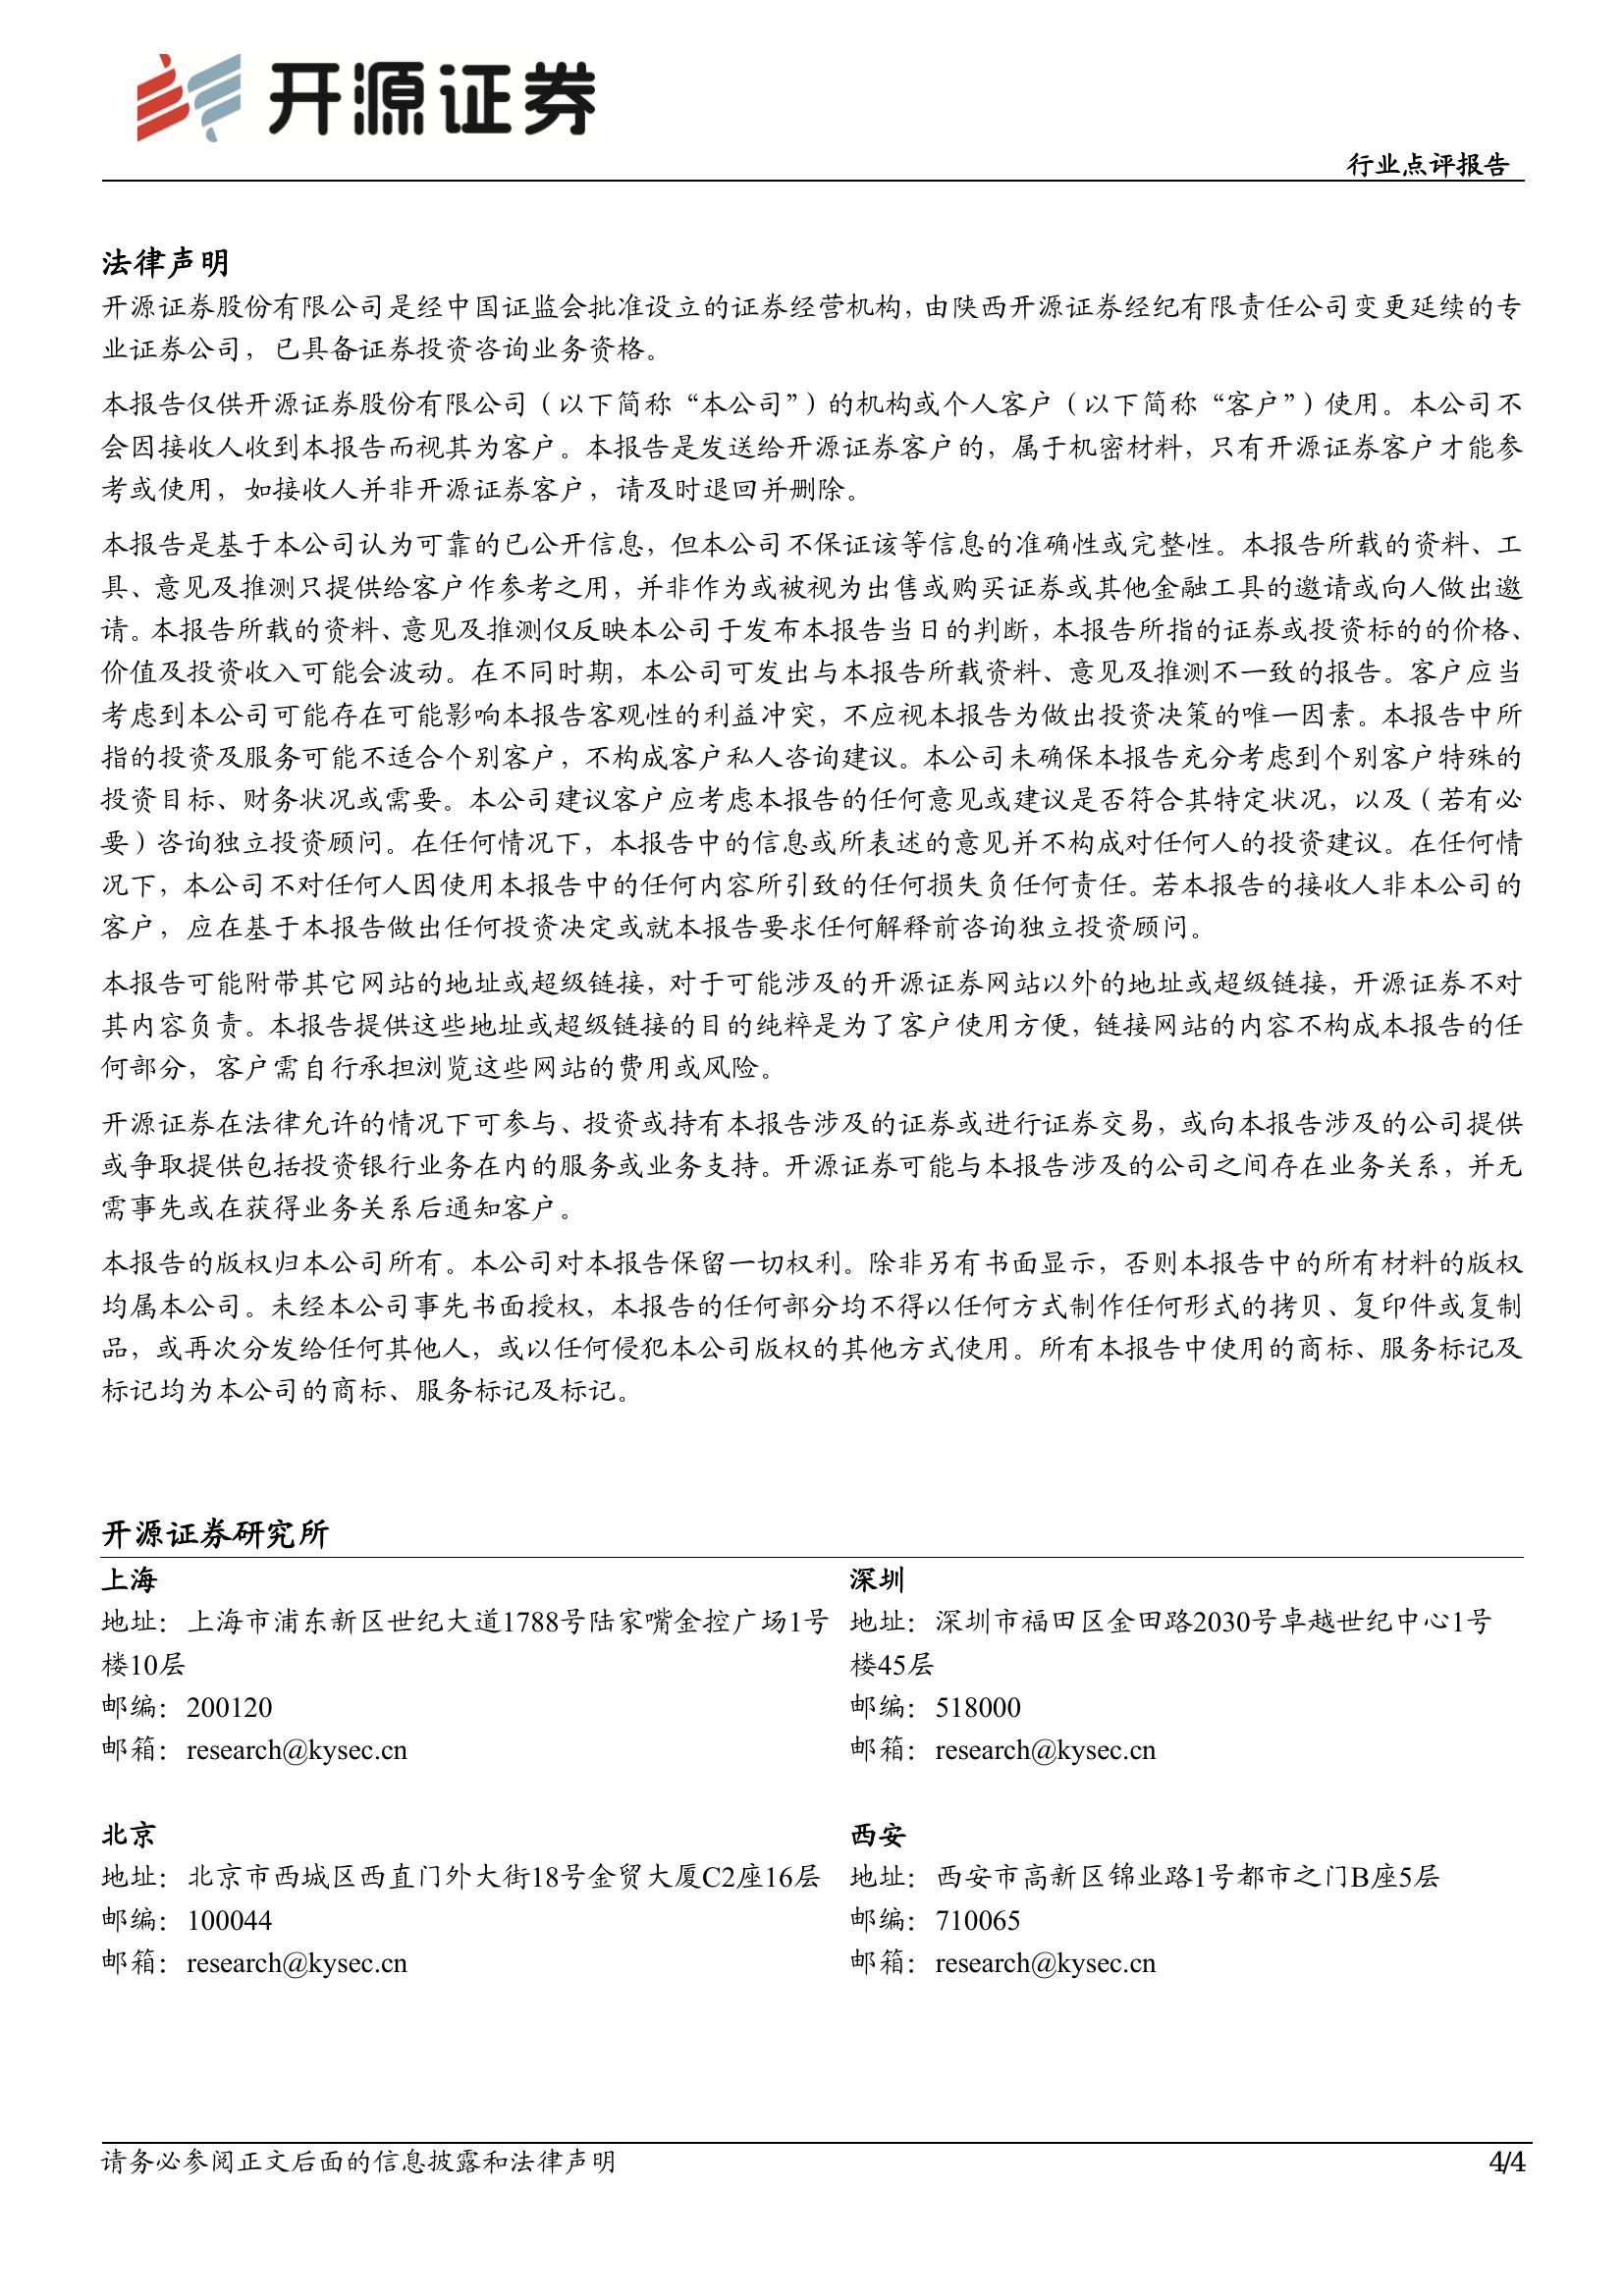 开源证券
行业点评报告
法律声明
开源证券股份有限公司是经中国证监会批准设立的证券经营机构，由陕西开源证券经纪有限责任公司变更延续的专
业证券公司，已具备证券投资咨询业务资格。
本报告仅供开源证券股份有限公司（以下简称“本公司”）的机构或个人客户（以下简称“客户”）使用。本公司不
会因接收人收到本报告而视其为客户。本报告是发送给开源证券客户的，属于机密材料，只有开源证券客户才能参
考或使用，如接收人并非开源证券客户，请及时退回并删除。
本报告是基于本公司认为可靠的已公开信息，但本公司不保证该等信息的准确性或完整性。本报告所载的资料、工
具、意见及推测只提供给客户作参考之用，并非作为或被视为出售或购买证券或其他金融工具的邀请或向人做出邀
请。本报告所载的资料、意见及推测仅反映本公司于发布本报告当日的判断，本报告所指的证券或投资标的的价格、
价值及投资收入可能会波动。在不同时期，本公司可发出与本报告所载资料、意见及推测不一致的报告。客户应当
考虑到本公司可能存在可能影响本报告客观性的利益冲突，不应视本报告为做出投资决策的唯一因素。本报告中所
指的投资及服务可能不适合个别客户，不构成客户私人咨询建议。本公司未确保本报告充分考虑到个别客户特殊的
投资目标、财务状况或需要。本公司建议客户应考虑本报告的任何意见或建议是否符合其特定状况，以及（若有必
要）咨询独立投资顾问。在任何情况下，本报告中的信息或所表述的意见并不构成对任何人的投资建议。在任何情
况下，本公司不对任何人因使用本报告中的任何内容所引致的任何损失负任何责任。若本报告的接收人非本公司的
客户，应在基于本报告做出任何投资决定或就本报告要求任何解释前咨询独立投资顾问。
本报告可能附带其它网站的地址或超级链接，对于可能涉及的开源证券网站以外的地址或超级链接，开源证券不对
其内容负责。本报告提供这些地址或超级链接的目的纯粹是为了客户使用方便，链接网站的内容不构成本报告的任
何部分，客户需自行承担浏览这些网站的费用或风险。
开源证券在法律允许的情况下可参与、投资或持有本报告涉及的证券或进行证券交易，或向本报告涉及的公司提供
或争取提供包括投资银行业务在内的服务或业务支持。开源证券可能与本报告涉及的公司之间存在业务关系，并无
需事先或在获得业务关系后通知客户。
本报告的版权归本公司所有。本公司对本报告保留一切权利。除非另有书面显示，否则本报告中的所有材料的版权
均属本公司。未经本公司事先书面授权，本报告的任何部分均不得以任何方式制作任何形式的拷贝、复印件或复制
品，或再次分发给任何其他人，或以任何侵犯本公司版权的其他方式使用。所有本报告中使用的商标、服务标记及
标记均为本公司的商标、服务标记及标记。
开源证券研究所
上海
地址：上海市浦东新区世纪大道1788号陆家嘴金控广场1号
楼10层
邮编：200120
邮箱：research@kysec.cn
深圳
地址：深圳市福田区金田路2030号卓越世纪中心1号
楼45层
邮编：518000
邮箱：research@kysec.cn
北京
地址：北京市西城区西直门外大街18号金贸大厦C2座16层
邮编：100044
邮箱：research@kysec.cn
西安
地址：西安市高新区锦业路1号都市之门B座5层
邮编：710065
邮箱：research@kysec.cn
请务必参阅正文后面的信息披露和法律声明
4/4